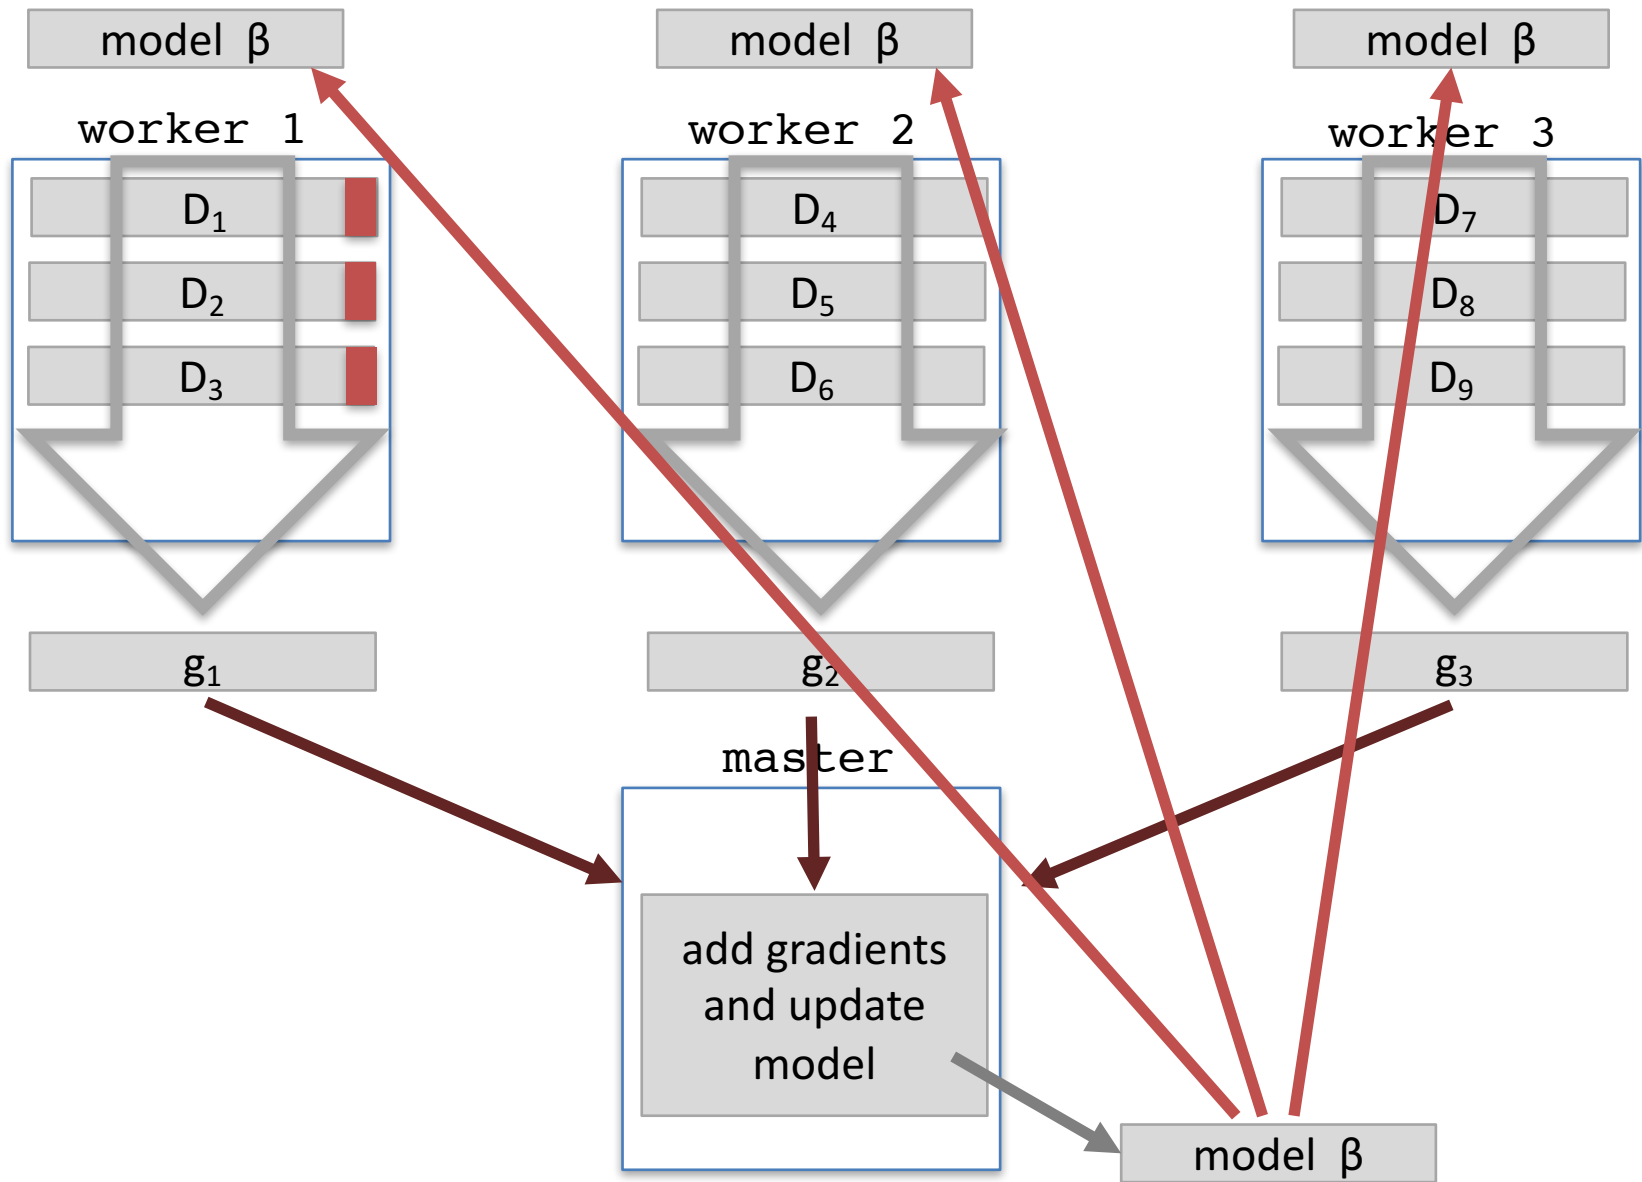 model β
model β
model β
worker 1
worker 2
worker 3
D₁
D₄
D₇
D₂
D₅
D₈
D₃
D₆
D₉
g₁
g₂
g₃
master
add gradients
and update
model
model β